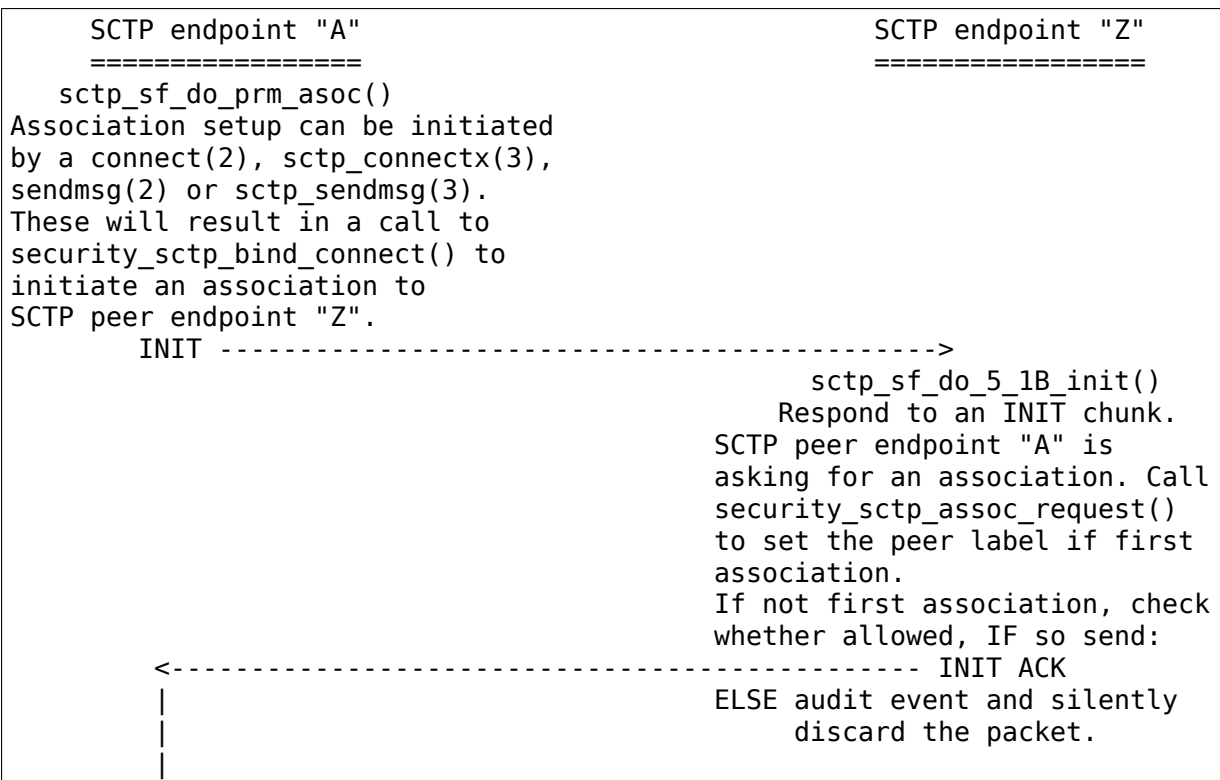 SCTP endpoint "A"                                SCTP endpoint "Z"
     =================                                =================
   sctp_sf_do_prm_asoc()
Association setup can be initiated
by a connect(2), sctp_connectx(3),
sendmsg(2) or sctp_sendmsg(3).
These will result in a call to
security_sctp_bind_connect() to
initiate an association to
SCTP peer endpoint "Z".
        INIT --------------------------------------------->
                                                  sctp_sf_do_5_1B_init()
                                                Respond to an INIT chunk.
                                            SCTP peer endpoint "A" is
                                            asking for an association. Call
                                            security_sctp_assoc_request()
                                            to set the peer label if first
                                            association.
                                            If not first association, check
                                            whether allowed, IF so send:
         <----------------------------------------------- INIT ACK
         |                                  ELSE audit event and silently
         |                                       discard the packet.
         |